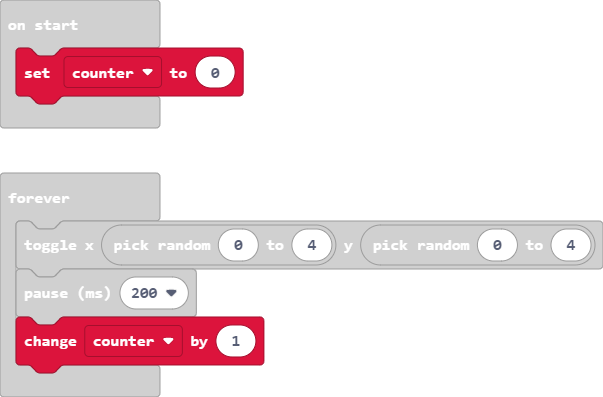 on start
set counter to 0
forever
toggle x pick random 0 to 4 y pick random 0 to 4
pause (ms) 200
change counter by 1